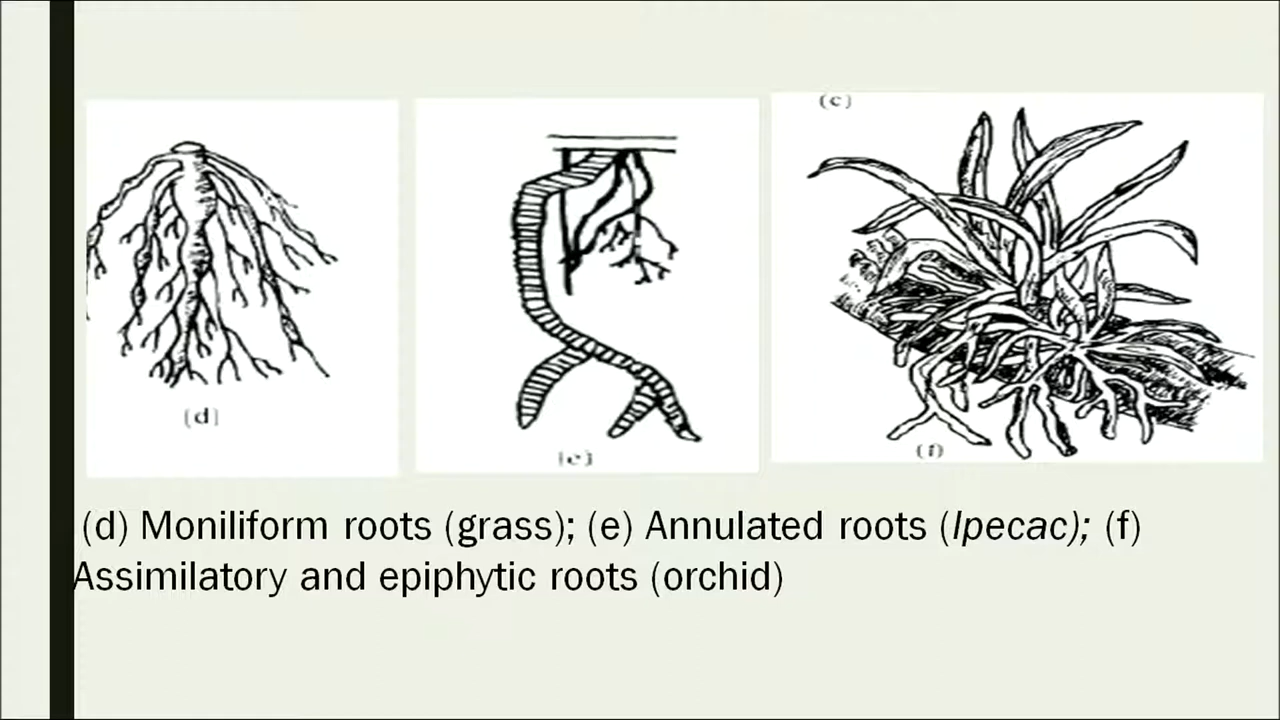 (c)
(d)
(e)
(f)
(d) Moniliform roots (grass); (e) Annulated roots (Ipecac); (f)
Assimilatory and epiphytic roots (orchid)